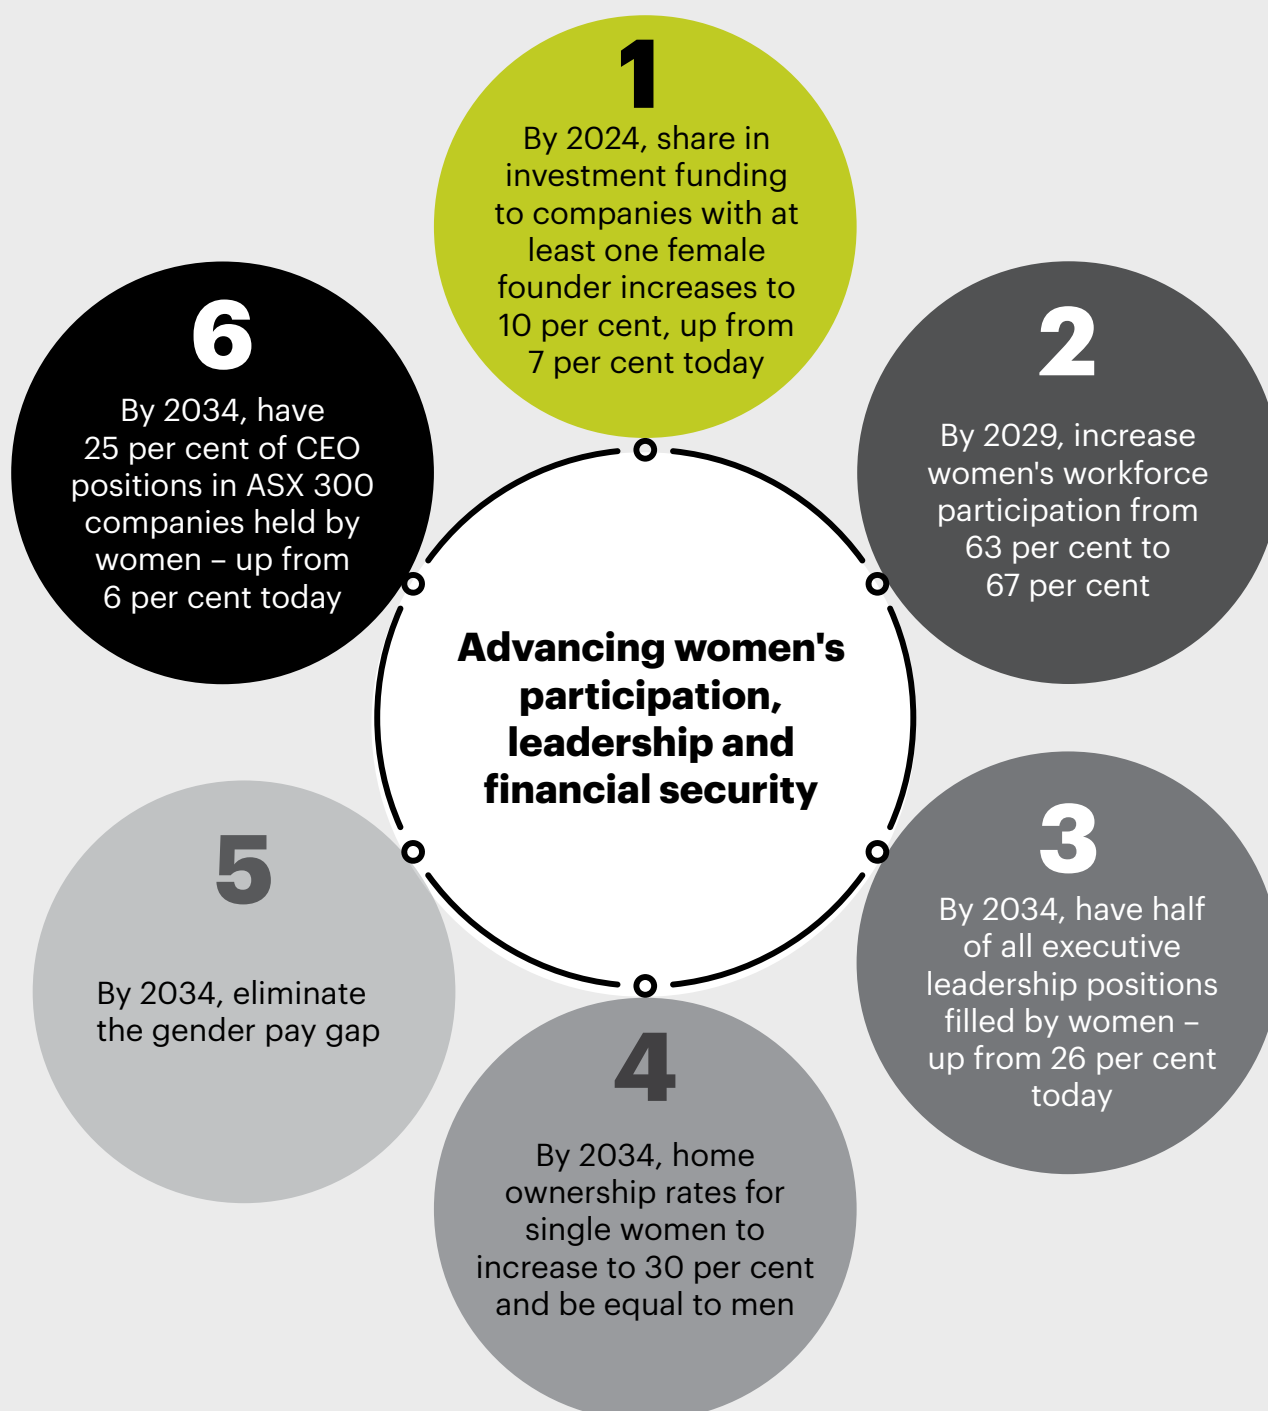 1
By 2024, share in
investment funding
to companies with at
least one female
founder increases to
10 per cent, up from
7 per cent today
2
By 2029, increase
women's workforce
participation from
63 per cent to
67 per cent
3
By 2034, have half
of all executive
leadership positions
filled by women –
up from 26 per cent
today
4
By 2034, home
ownership rates for
single women to
increase to 30 per cent
and be equal to men
5
By 2034, eliminate
the gender pay gap
6
By 2034, have
25 per cent of CEO
positions in ASX 300
companies held by
women – up from
6 per cent today
Advancing women's
participation,
leadership and
financial security